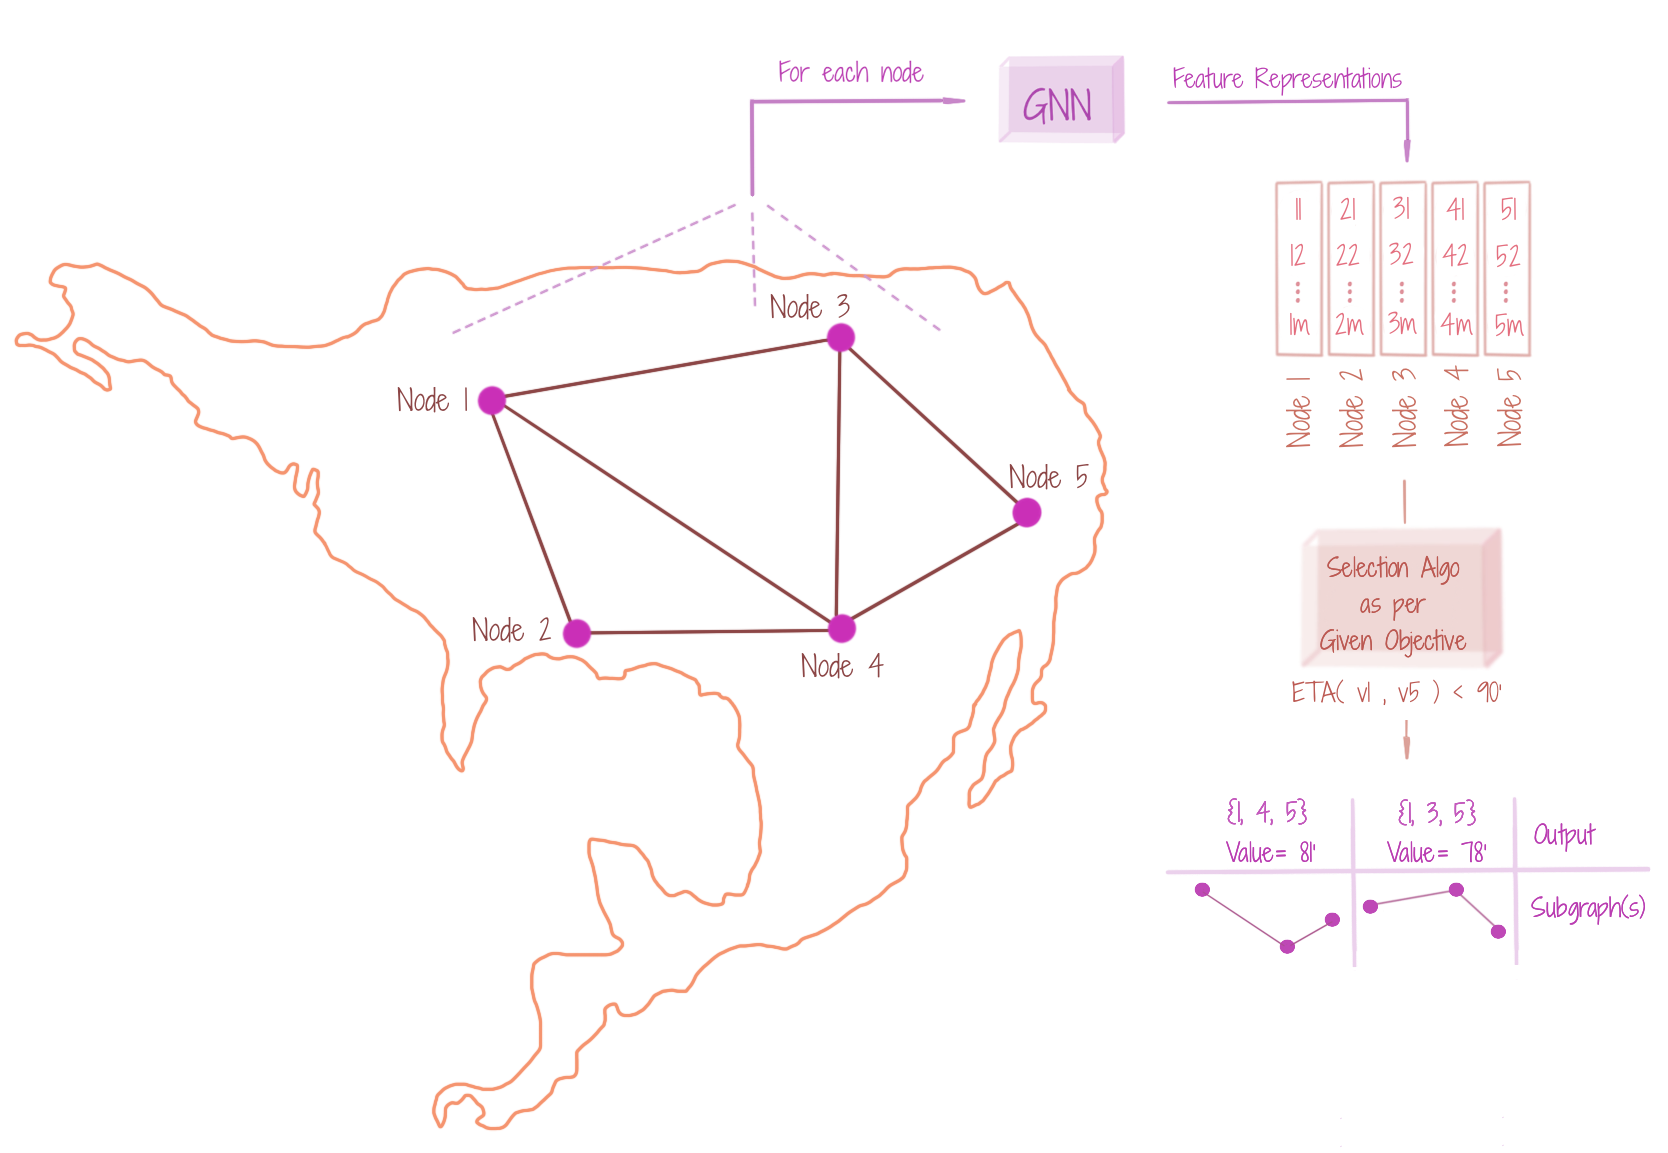 For each node
GNN
Feature Representations
Node 3
Node 1
Node 5
Node 2
Node 4
11 21 31 41 51
12 22 32 42 52
⋮ ⋮ ⋮ ⋮ ⋮
1m 2m 3m 4m 5m
Node 1
Node 2
Node 3
Node 4
Node 5
Selection Algo
as per
Given Objective
ETA( v1 , v5 ) < 90'
{1, 4, 5}
Value= 81'
{1, 3, 5}
Value= 78'
Output
Subgraph(s)